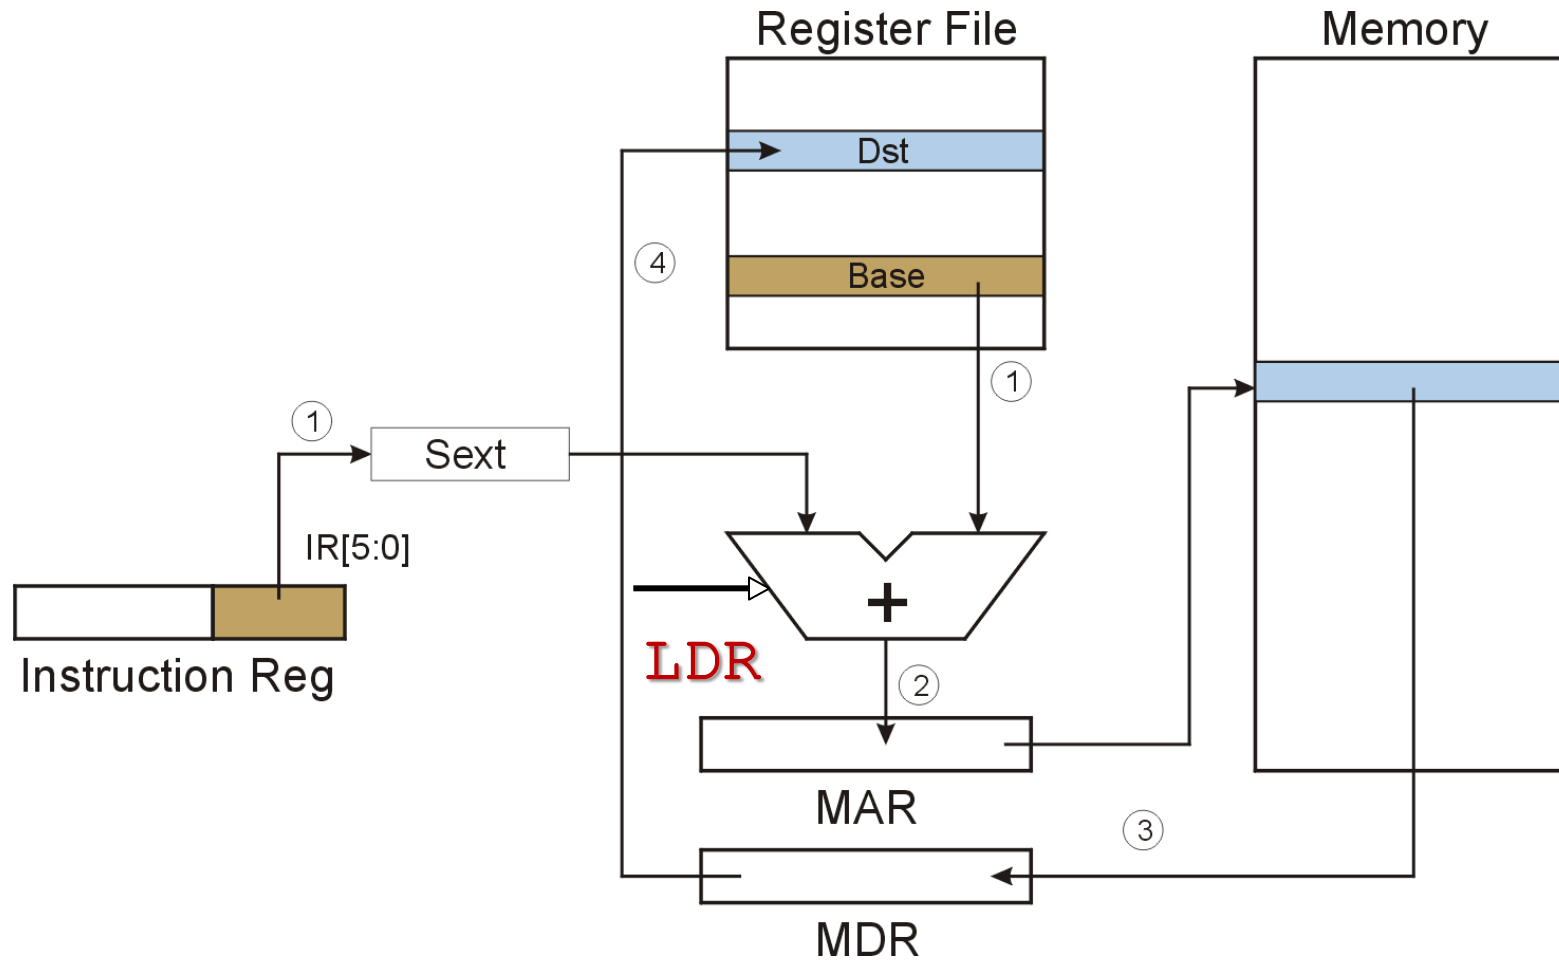 Register File
Memory
Dst
4
Base
1
1
Sext
IR[5:0]
+
Instruction Reg
LDR
2
MAR
3
MDR